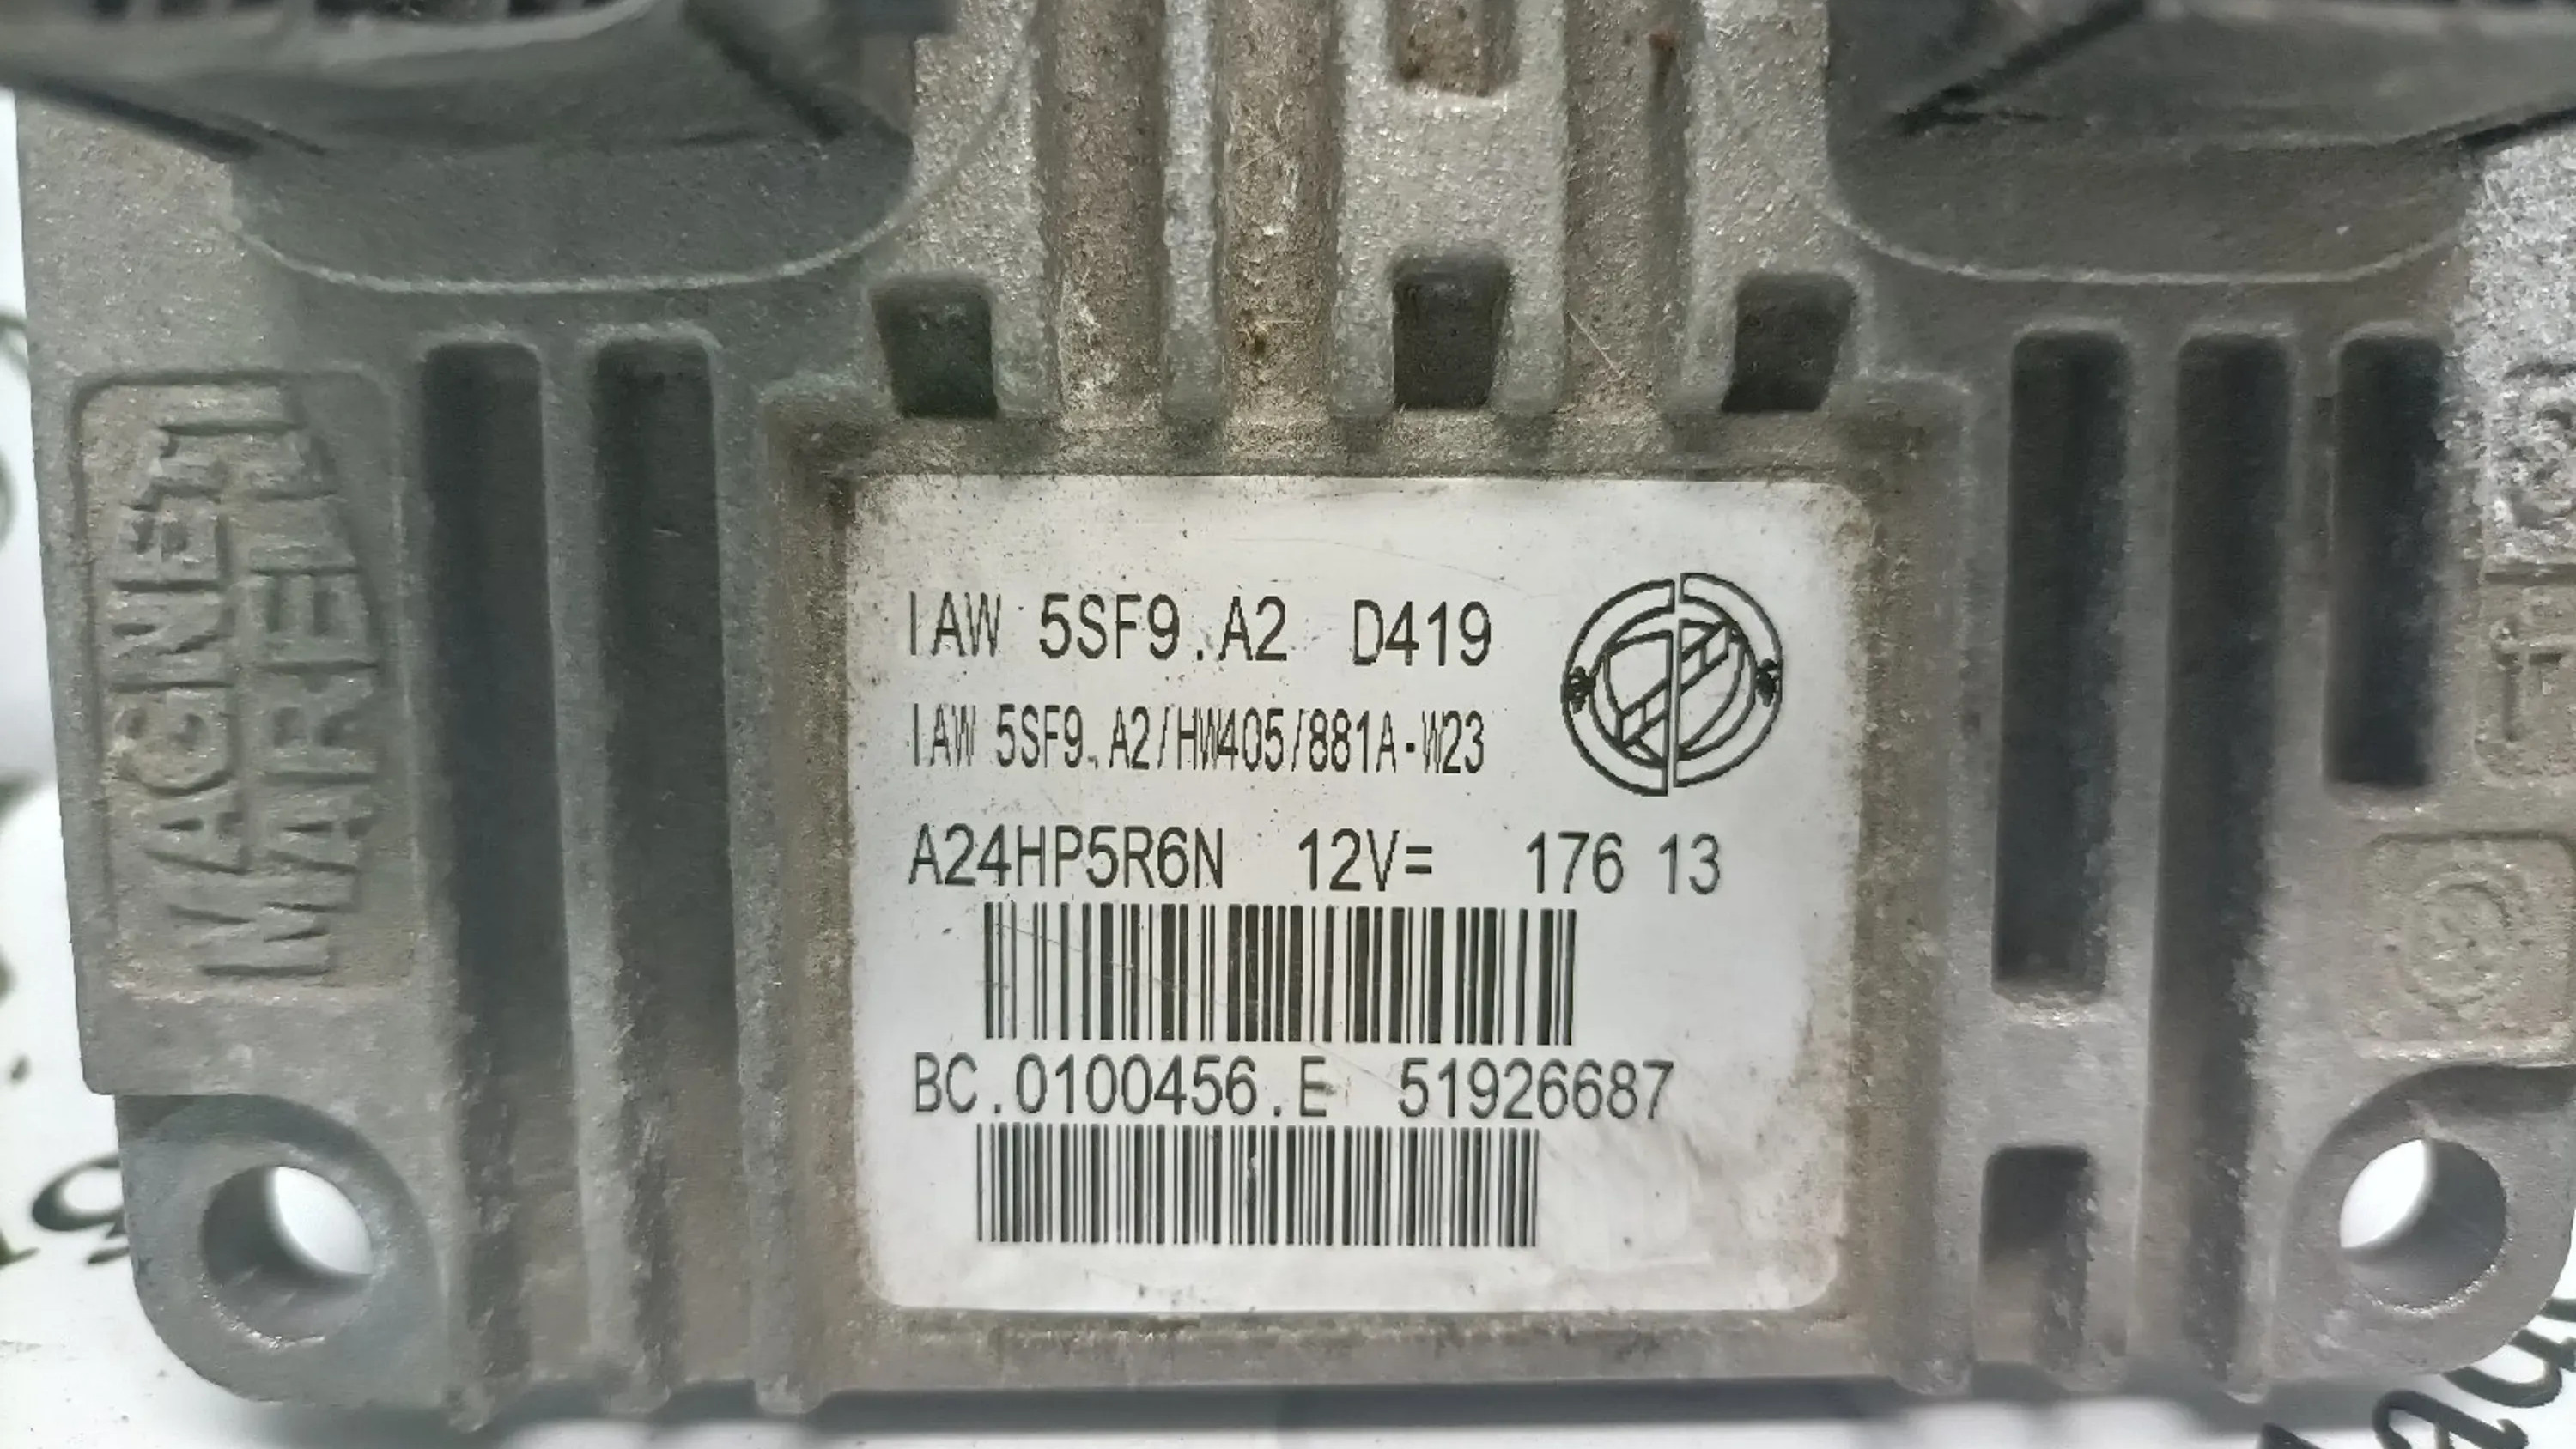 MAGNETI
MARELLI
IAW 5SF9.A2 D419
IAW 5SF9.A2/HW405/881A-W23
A24HP5R6N 12V= 176 13
BC.0100456.E 51926687